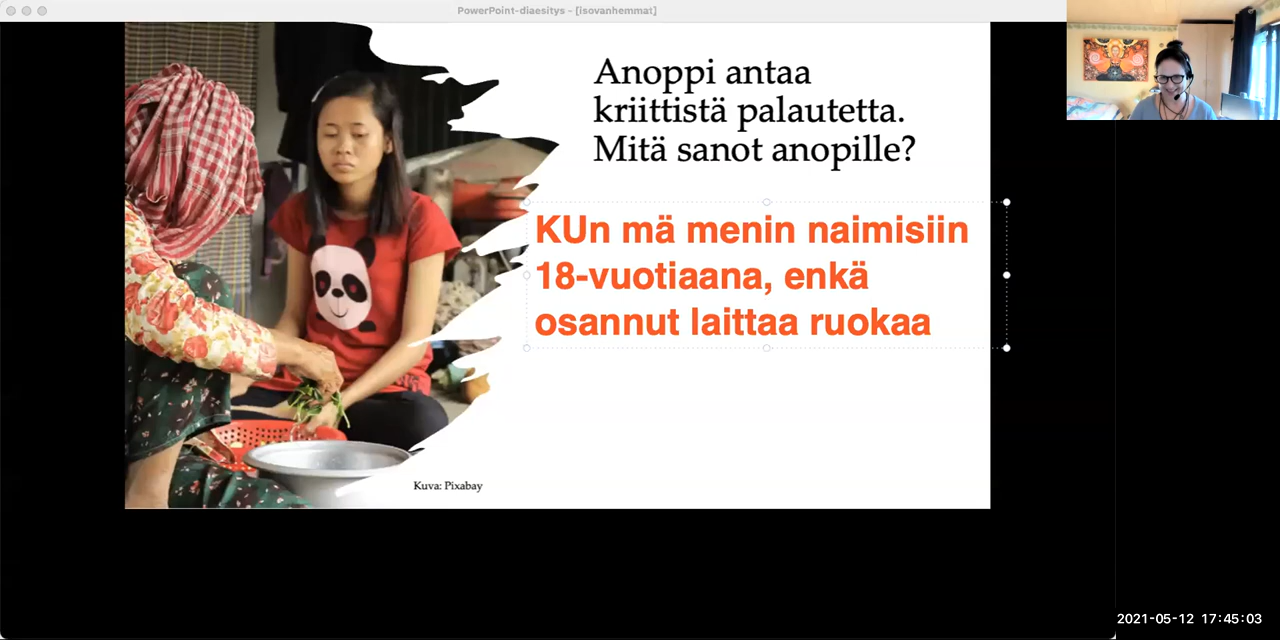 PowerPoint-diaesitys - [isovanhemmat]
Anoppi antaa
kriittistä palautetta.
Mitä sanot anopille?
KUn mä menin naimisiin
18-vuotiaana, enkä
osannut laittaa ruokaa
Kuva: Pixabay
2021-05-12 17:45:03